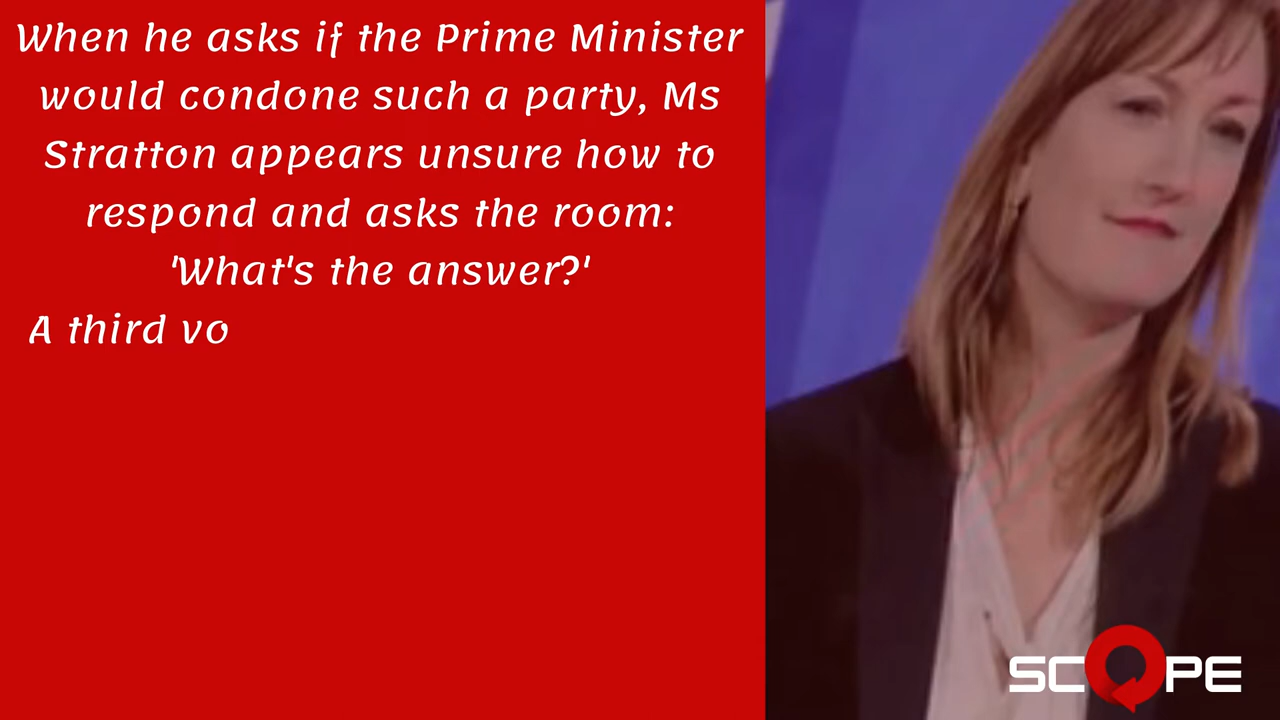 When he asks if the Prime Minister
would condone such a party, Ms
Stratton appears unsure how to
respond and asks the room:
'What's the answer?'
A third vo
SCOPE